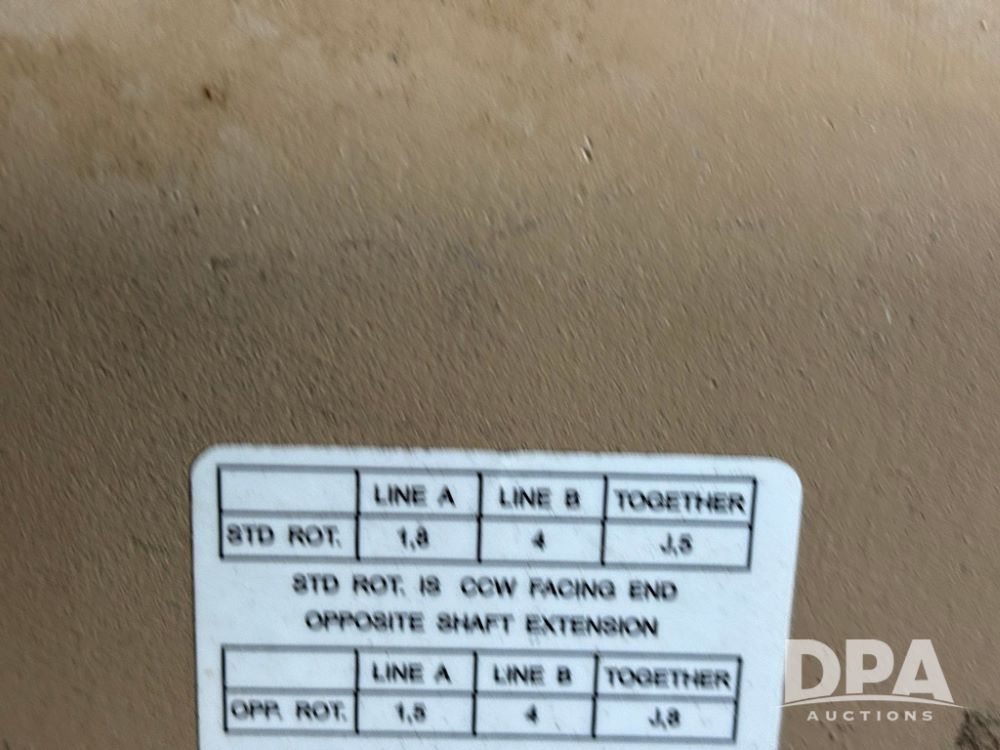 LINE A LINE B TOGETHER
STD ROT. 1,8 4 J,5
STD ROT. IS CCW FACING END
OPPOSITE SHAFT EXTENSION
LINE A LINE B TOGETHER
OPP. ROT. 1,5 4 J,8
DPA
AUCTIONS